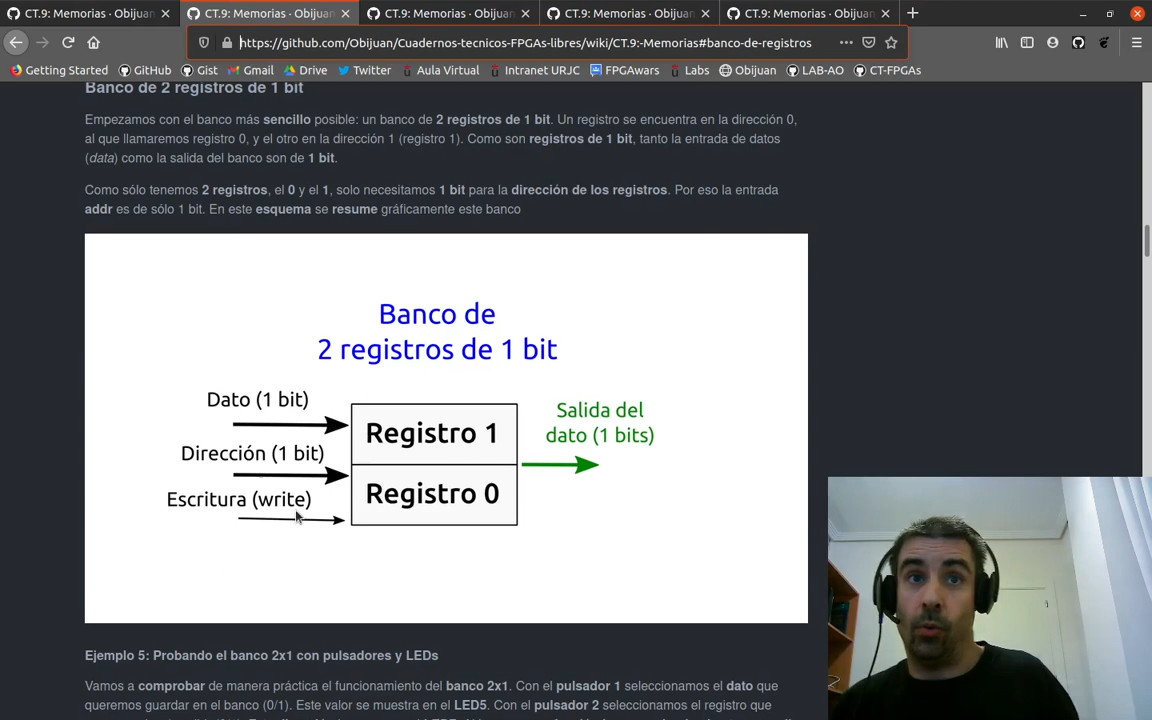 CT.9: Memorias · Obijuan
CT.9: Memorias · Obijuan
CT.9: Memorias · Obijuan
CT.9: Memorias · Obijuan
CT.9: Memorias · Obijuan
https://github.com/Obijuan/Cuadernos-tecnicos-FPGAs-libres/wiki/CT.9:-Memorias#banco-de-registros
Getting Started GitHub Gist Gmail Drive Twitter Aula Virtual Intranet URJC FPGAwars Labs Obijuan LAB-AO CT-FPGAs
Banco de 2 registros de 1 bit
Empezamos con el banco más sencillo posible: un banco de 2 registros de 1 bit. Un registro se encuentra en la dirección 0,
al que llamaremos registro 0, y el otro en la dirección 1 (registro 1). Como son registros de 1 bit, tanto la entrada de datos
(data) como la salida del banco son de 1 bit.
Como sólo tenemos 2 registros, el 0 y el 1, solo necesitamos 1 bit para la dirección de los registros. Por eso la entrada
addr es de sólo 1 bit. En este esquema se resume gráficamente este banco
Banco de
2 registros de 1 bit
Dato (1 bit)
Dirección (1 bit)
Escritura (write)
Registro 1
Registro 0
Salida del
dato (1 bits)
Ejemplo 5: Probando el banco 2x1 con pulsadores y LEDs
Vamos a comprobar de manera práctica el funcionamiento del banco 2x1. Con el pulsador 1 seleccionamos el dato que
queremos guardar en el banco (0/1). Este valor se muestra en el LED5. Con el pulsador 2 seleccionamos el registro que